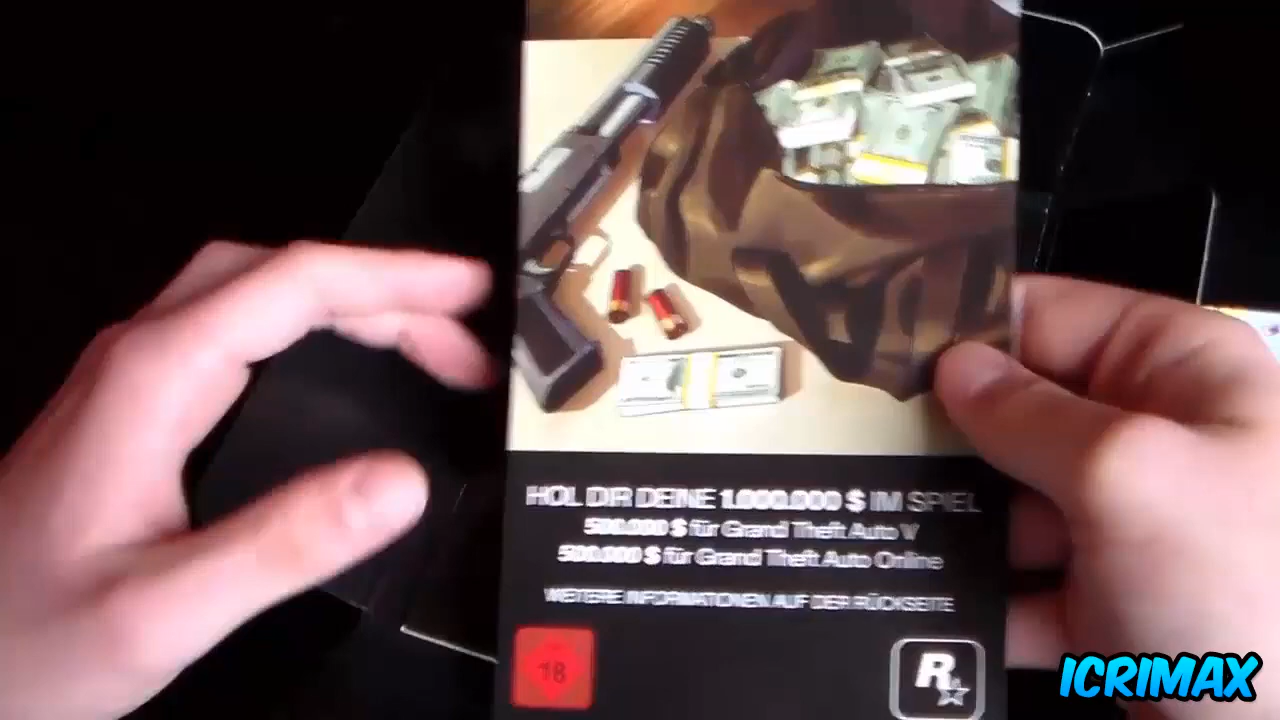 HOL DIR DEINE 1.000.000 $ IM SPIEL
500.000 $ für Grand Theft Auto V
500.000 $ für Grand Theft Auto Online
WEITERE INFORMATIONEN AUF DER RÜCKSEITE
18
R
ICRIMAX